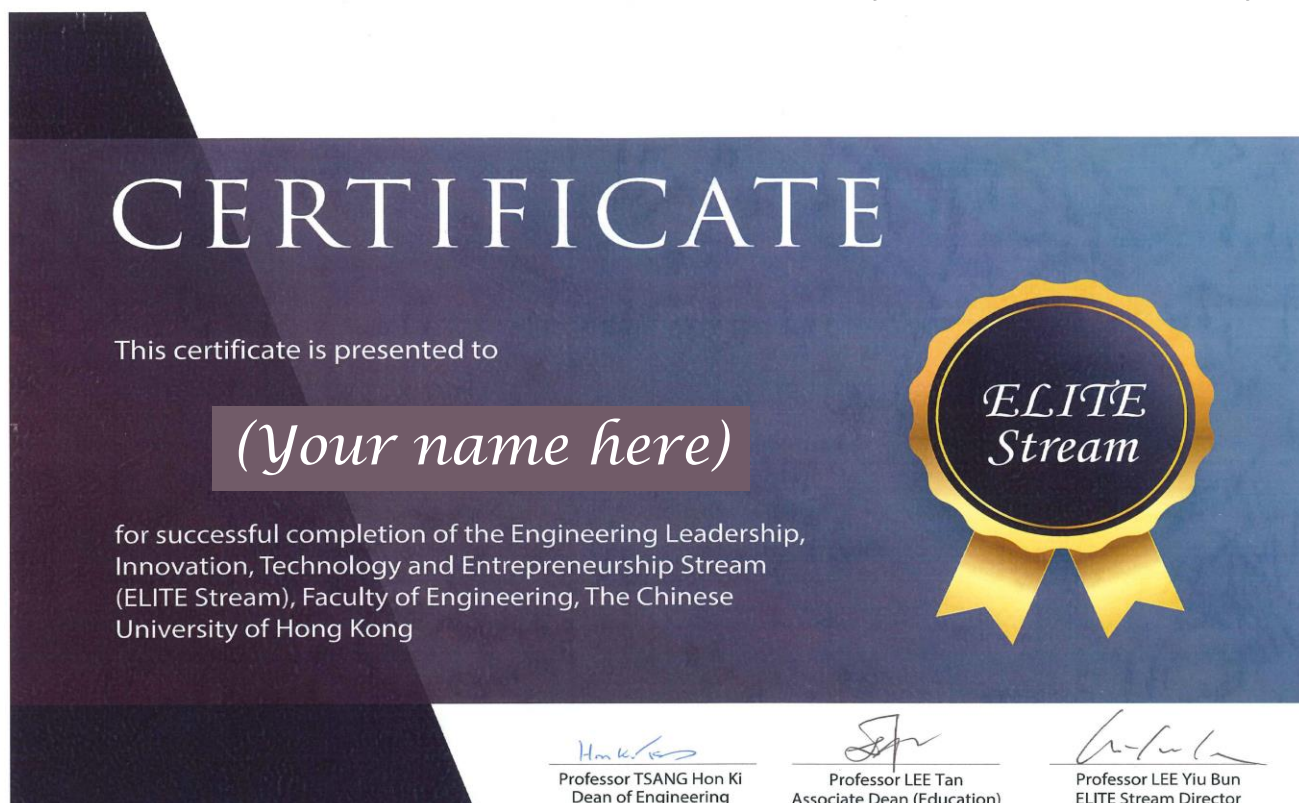 CERTIFICATE
This certificate is presented to
(Your name here)
for successful completion of the Engineering Leadership,
Innovation, Technology and Entrepreneurship Stream
(ELITE Stream), Faculty of Engineering, The Chinese
University of Hong Kong
ELITE
Stream
Professor TSANG Hon Ki
Dean of Engineering
Professor LEE Tan
Associate Dean (Education)
Professor LEE Yiu Bun
ELITE Stream Director